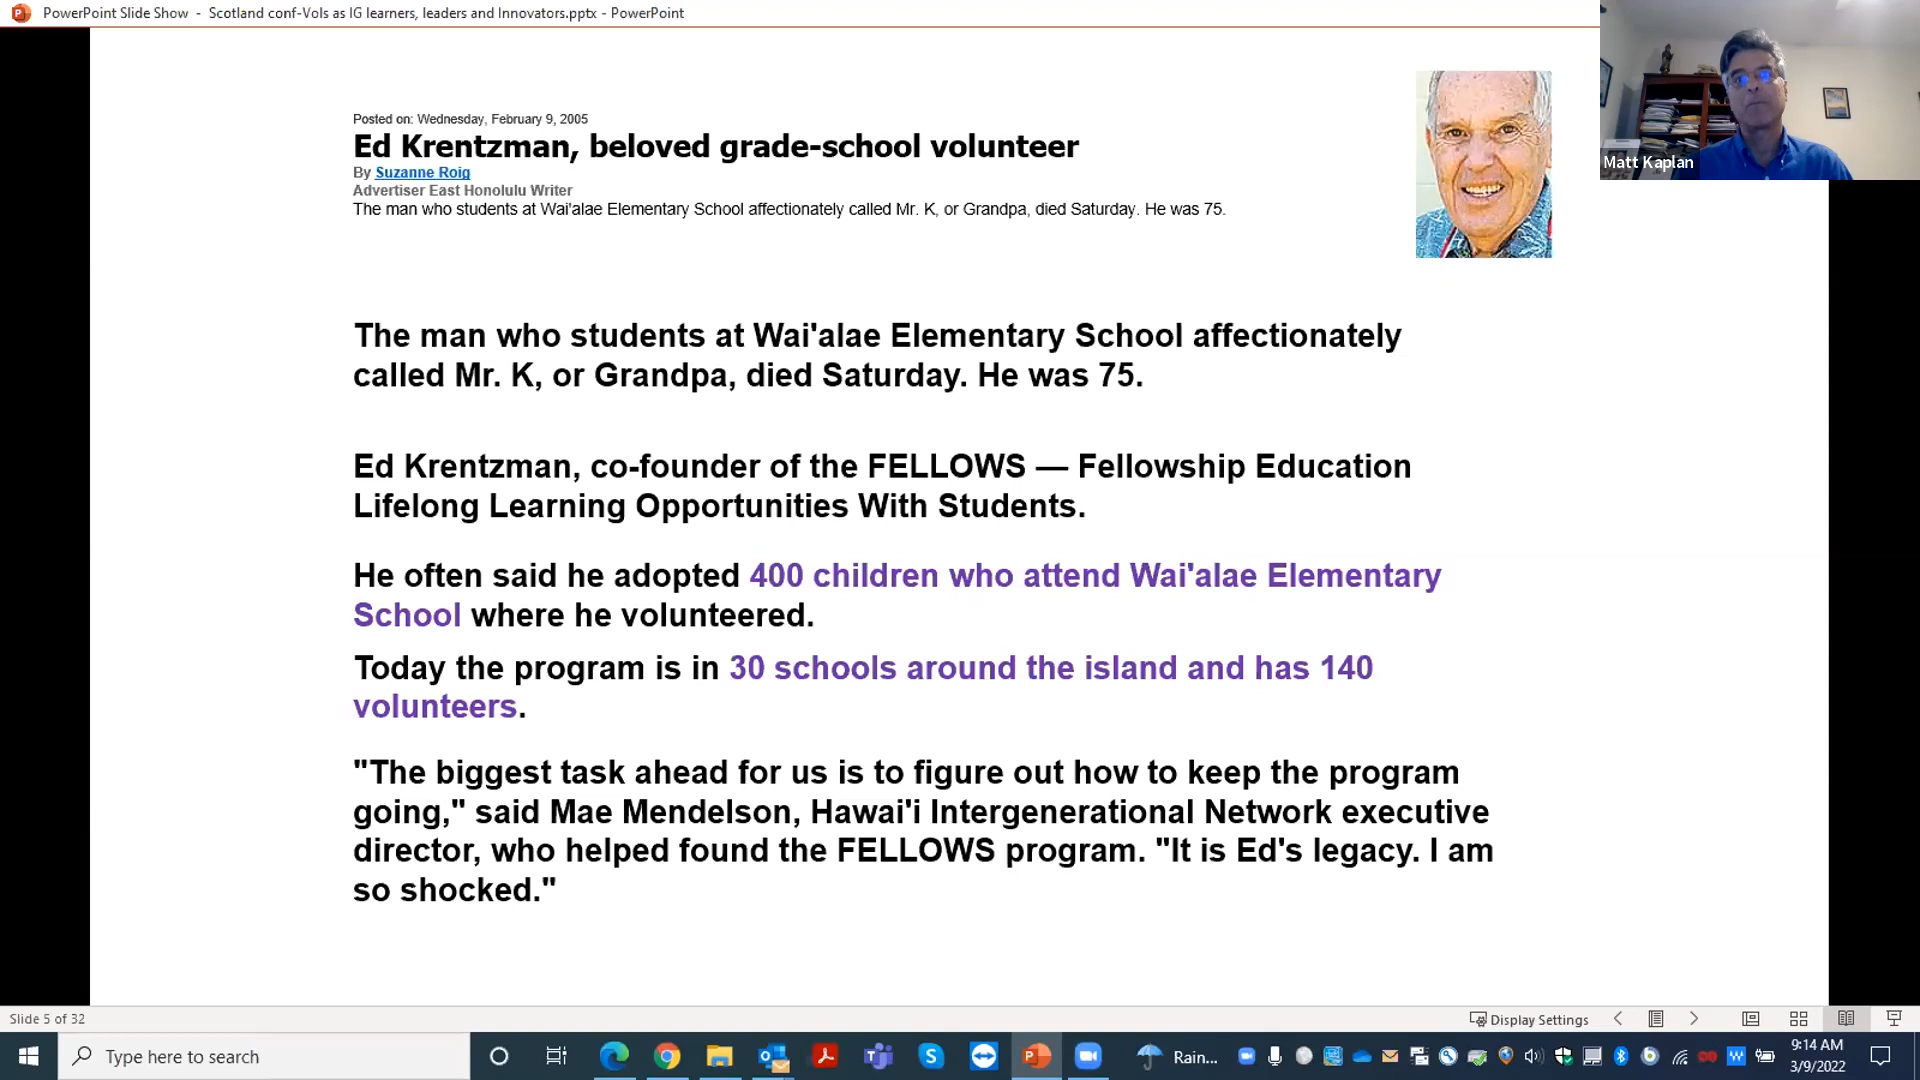 PowerPoint Slide Show - Scotland conf-Vols as IG learners, leaders and Innovators.pptx - PowerPoint
Matt Kaplan
Posted on: Wednesday, February 9, 2005
Ed Krentzman, beloved grade-school volunteer
By Suzanne Roig
Advertiser East Honolulu Writer
The man who students at Wai'alae Elementary School affectionately called Mr. K, or Grandpa, died Saturday. He was 75.
The man who students at Wai'alae Elementary School affectionately
called Mr. K, or Grandpa, died Saturday. He was 75.
Ed Krentzman, co-founder of the FELLOWS — Fellowship Education
Lifelong Learning Opportunities With Students.
He often said he adopted 400 children who attend Wai'alae Elementary
School where he volunteered.
Today the program is in 30 schools around the island and has 140
volunteers.
"The biggest task ahead for us is to figure out how to keep the program
going," said Mae Mendelson, Hawai'i Intergenerational Network executive
director, who helped found the FELLOWS program. "It is Ed's legacy. I am
so shocked."
Slide 5 of 32
Display Settings
Type here to search
Rain...
9:14 AM
3/9/2022